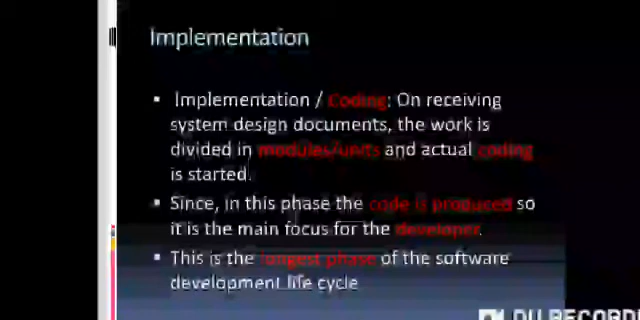 Implementation
▪ Implementation / Coding: On receiving
system design documents, the work is
divided in modules/units and actual coding
is started.
▪ Since, in this phase the code is produced so
it is the main focus for the developer.
▪ This is the longest phase of the software
development life cycle
DU RECORD